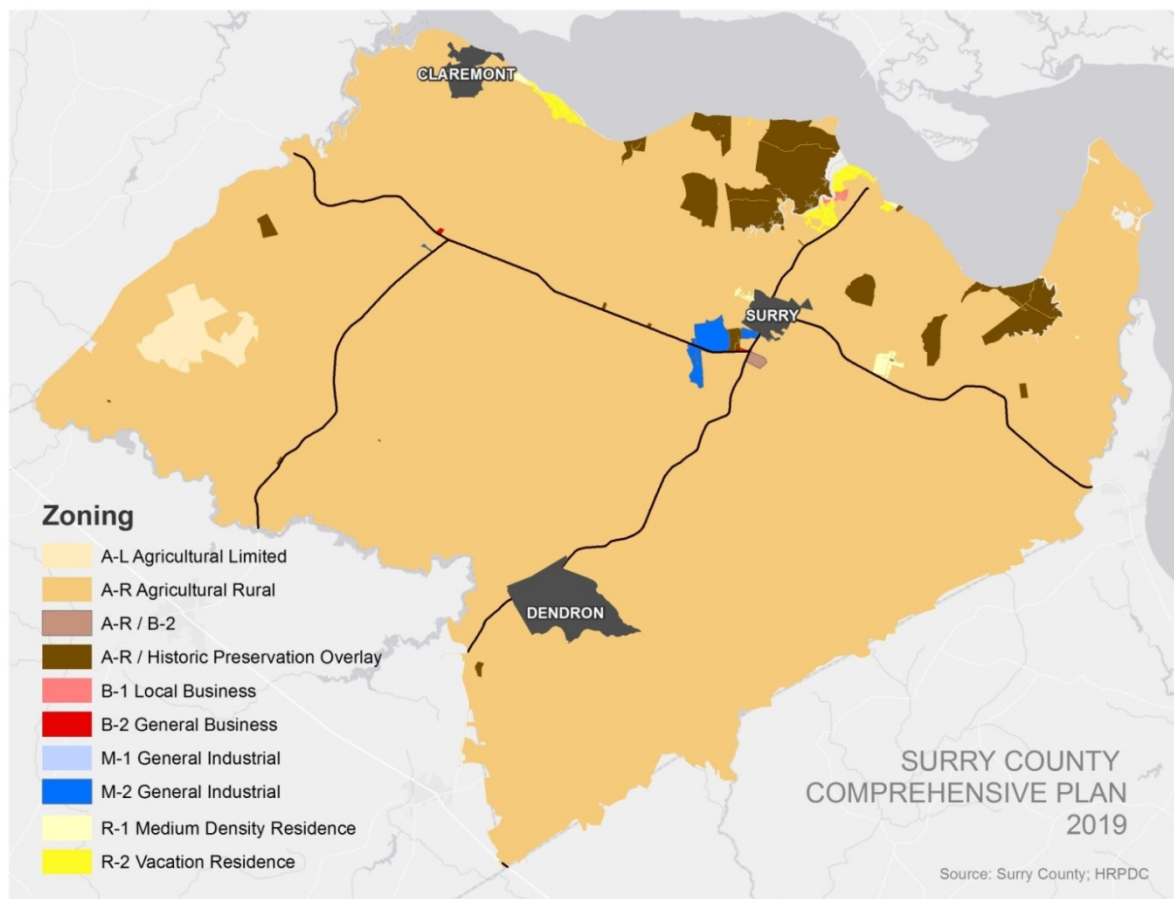 CLAREMONT
SURRY
DENDRON
Zoning
A-L Agricultural Limited
A-R Agricultural Rural
A-R / B-2
A-R / Historic Preservation Overlay
B-1 Local Business
B-2 General Business
M-1 General Industrial
M-2 General Industrial
R-1 Medium Density Residence
R-2 Vacation Residence
SURRY COUNTY
COMPREHENSIVE PLAN
2019
Source: Surry County; HRPDC